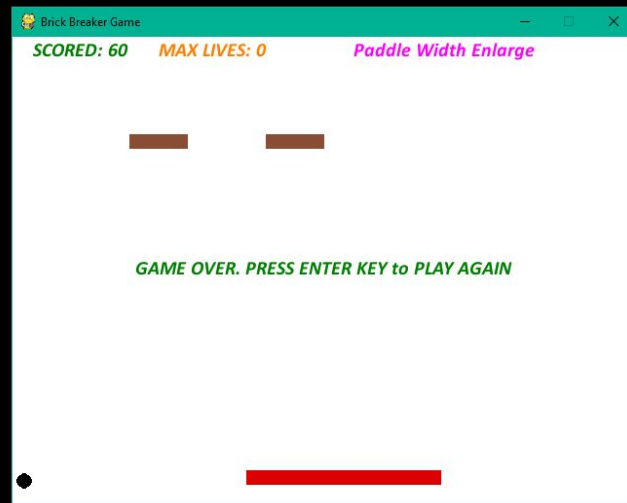 Brick Breaker Game
SCORED: 60 MAX LIVES: 0 Paddle Width Enlarge
GAME OVER. PRESS ENTER KEY to PLAY AGAIN